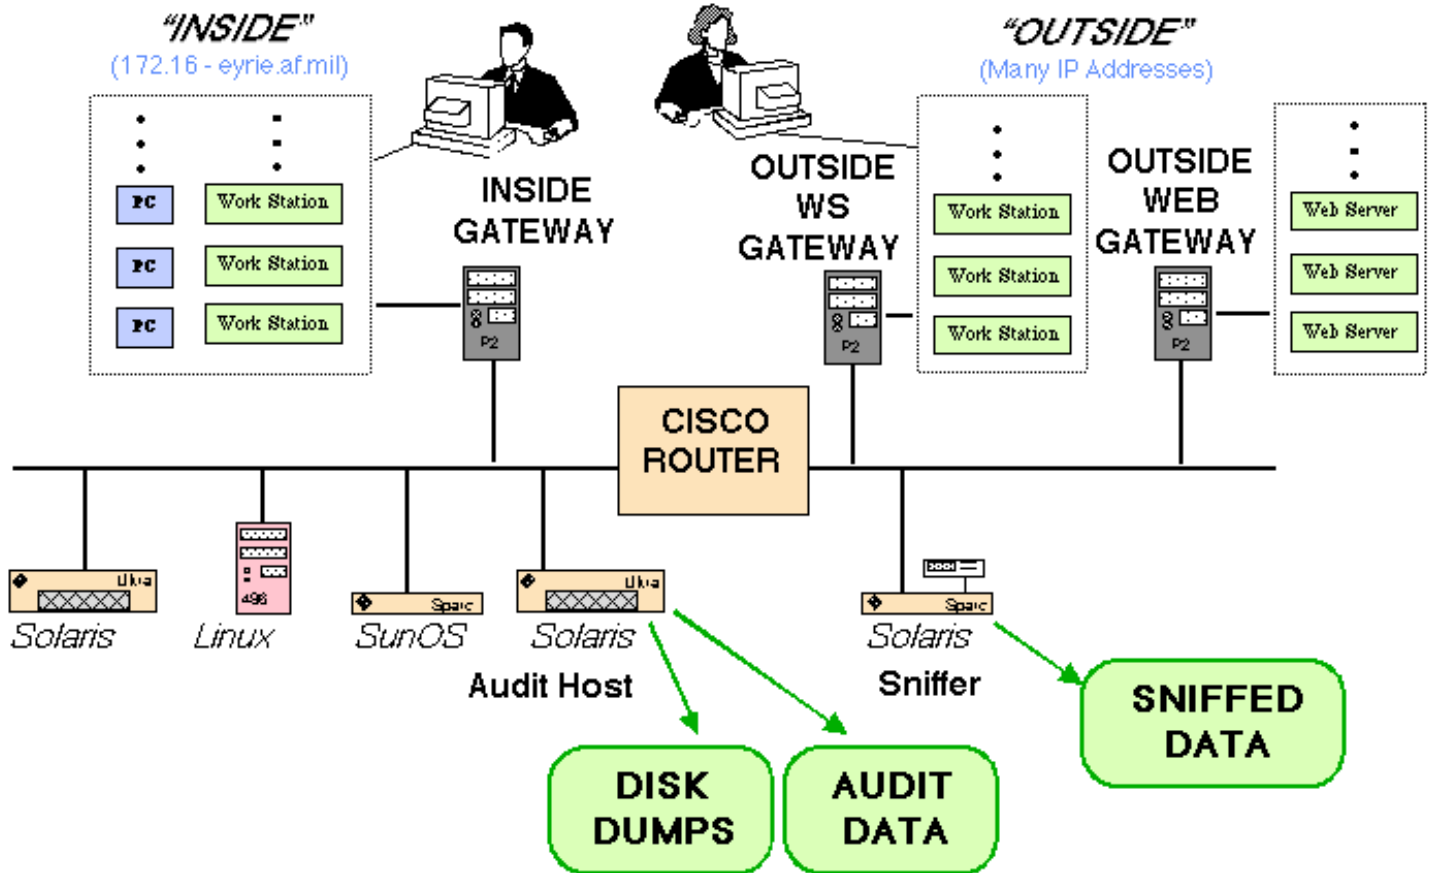 "INSIDE"
(172.16 - eyrie.af.mil)
"OUTSIDE"
(Many IP Addresses)
PC
Work Station
PC
Work Station
PC
Work Station
INSIDE
GATEWAY
P2
OUTSIDE
WS
GATEWAY
P2
Work Station
Work Station
Work Station
OUTSIDE
WEB
GATEWAY
P2
Web Server
Web Server
Web Server
CISCO
ROUTER
Ultra
Solaris
486
Linux
Sparc
SunOS
Ultra
Solaris
Audit Host
Sparc
Solaris
Sniffer
DISK
DUMPS
AUDIT
DATA
SNIFFED
DATA